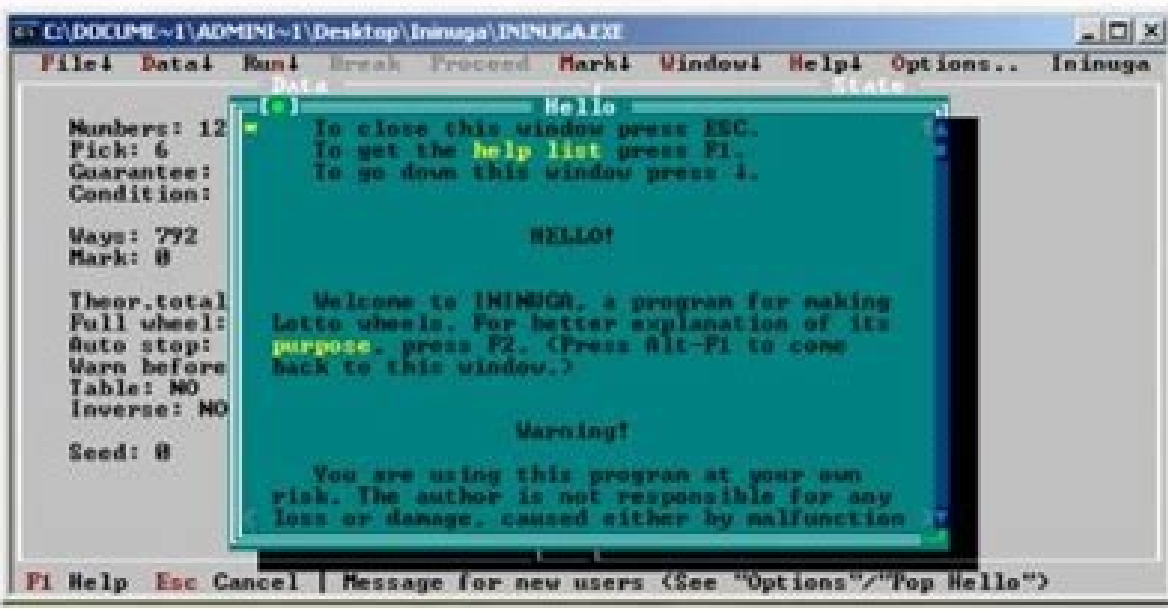 C:\DOCUME~1\ADMINI~1\Desktop\Ininuga\ININUGA.EXE
File↓ Data↓ Run↓ Break Proceed Mark↓ Window↓ Help↓ Options.. Ininuga
Data State
Hello
Numbers: 12
Pick: 6
Guarantee:
Condition:
Ways: 792
Mark: 0
Theor.total
Full wheel:
Auto stop:
Warn before
Table: NO
Inverse: NO
Seed: 0
To close this window press ESC.
To get the help list press F1.
To go down this window press ↓.
HELLO!
Welcome to ININUGA, a program for making
Lotto wheels. For better explanation of its
purpose, press F2. (Press Alt-F1 to come
back to this window.)
Warning!
You are using this program at your own
risk. The author is not responsible for any
loss or damage, caused either by malfunction
F1 Help Esc Cancel | Message for new users (See "Options"/"Pop Hello")